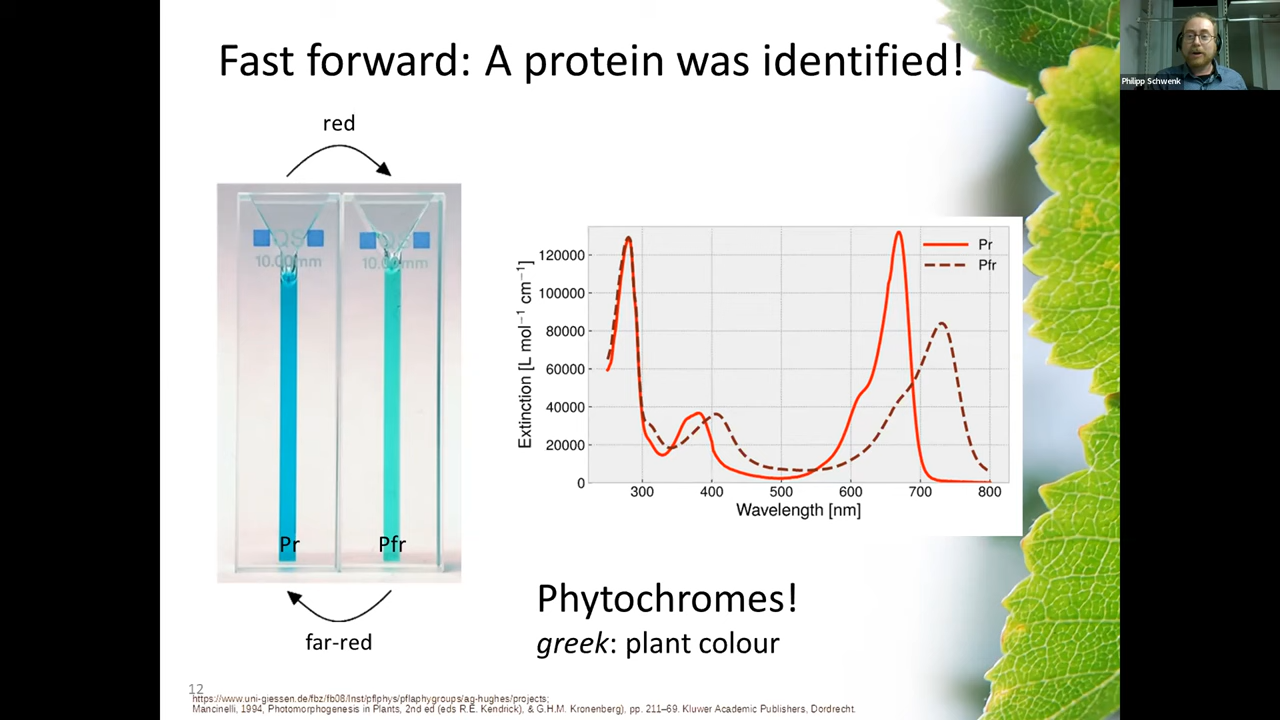 Fast forward: A protein was identified!
Philipp Schwenk
red
QS
10.00mm
QS
10.00mm
Pr
Pfr
far-red
Extinction [L mol⁻¹ cm⁻¹]
120000
100000
80000
60000
40000
20000
0
300 400 500 600 700 800
Wavelength [nm]
Pr
Pfr
Phytochromes!
greek: plant colour
12
https://www.uni-giessen.de/fbz/fb08/Inst/pflphys/pflaphygroups/ag-hughes/projects;
Mancinelli, 1994, Photomorphogenesis in Plants, 2nd ed (eds R.E. Kendrick), & G.H.M. Kronenberg), pp. 211–69. Kluwer Academic Publishers, Dordrecht.